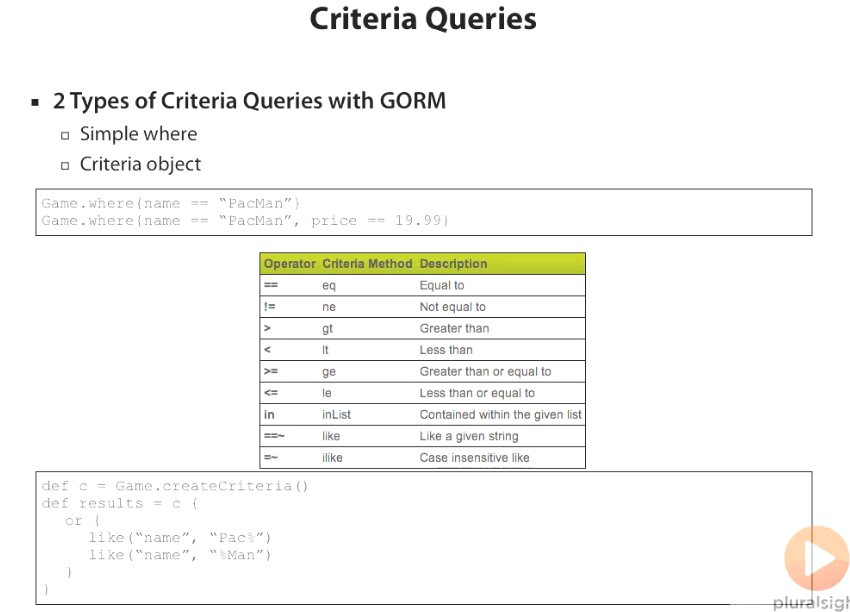 Criteria Queries
2 Types of Criteria Queries with GORM
Simple where
Criteria object
Game.where{name == “PacMan”}
Game.where{name == “PacMan”, price == 19.99}
Operator Criteria Method Description
== eq Equal to
!= ne Not equal to
> gt Greater than
< lt Less than
>= ge Greater than or equal to
<= le Less than or equal to
in inList Contained within the given list
==~ like Like a given string
=~ ilike Case insensitive like
def c = Game.createCriteria()
def results = c {
or {
like(“name”, “Pac%”)
like(“name”, “%Man”)
}
}
pluralsigh